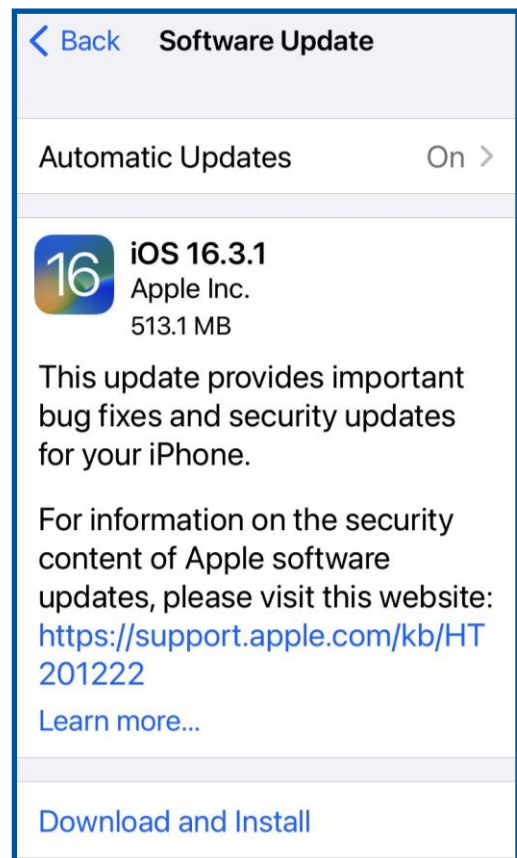 Back Software Update
Automatic Updates On
16
iOS 16.3.1
Apple Inc.
513.1 MB
This update provides important
bug fixes and security updates
for your iPhone.
For information on the security
content of Apple software
updates, please visit this website:
https://support.apple.com/kb/HT
201222
Learn more...
Download and Install